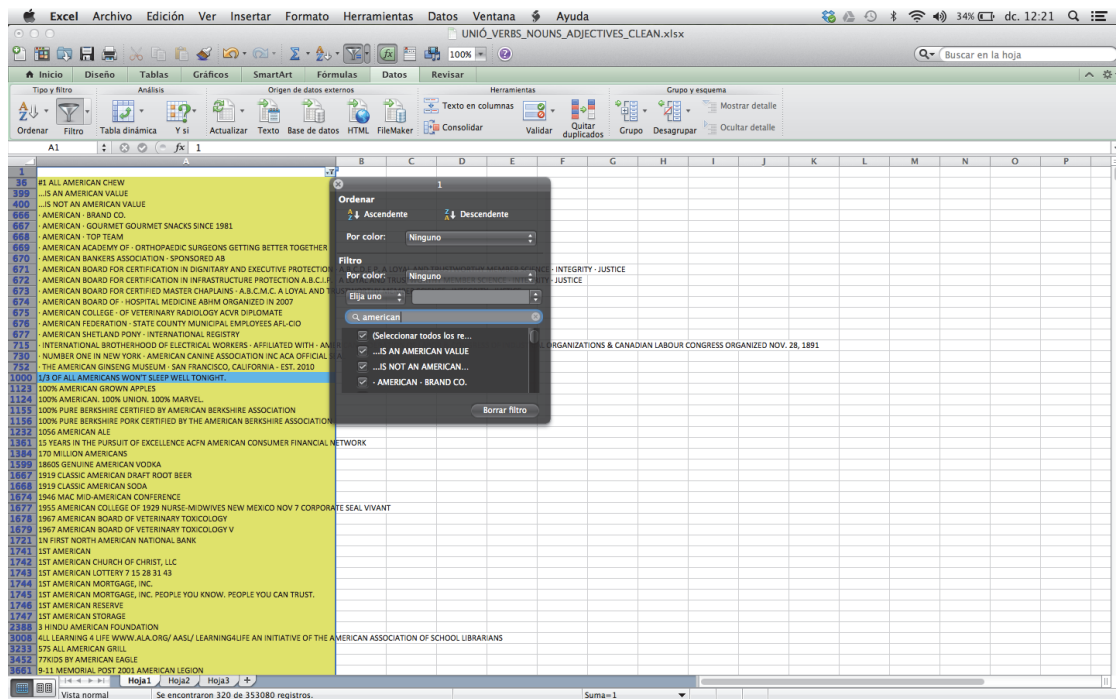 Excel Archivo Edición Ver Insertar Formato Herramientas Datos Ventana Ayuda 34% dc. 12:21
UNIÓ_VERBS_NOUNS_ADJECTIVES_CLEAN.xlsx
100% Buscar en la hoja
Inicio Diseño Tablas Gráficos SmartArt Fórmulas Datos Revisar
Tipo y filtro Análisis Origen de datos externos Herramientas Grupo y esquema
Texto en columnas Mostrar detalle
Consolidar Ocultar detalle
Ordenar Filtro Tabla dinámica Y si Actualizar Texto Base de datos HTML FileMaker Validar Quitar duplicados Grupo Desagrupar
A1 fx 1
A B C D E F G H I J K L M N O P
1
36 #1 ALL AMERICAN CHEW
399 ...IS AN AMERICAN VALUE
400 ...IS NOT AN AMERICAN VALUE
666 · AMERICAN · BRAND CO.
667 · AMERICAN · GOURMET GOURMET SNACKS SINCE 1981
668 · AMERICAN · TOP TEAM
669 · AMERICAN ACADEMY OF · ORTHOPAEDIC SURGEONS GETTING BETTER TOGETHER
670 · AMERICAN BANKERS ASSOCIATION · SPONSORED AB
671 · AMERICAN BOARD FOR CERTIFICATION IN DIGNITARY AND EXECUTIVE PROTECTION · INTEGRITY · JUSTICE
672 · AMERICAN BOARD FOR CERTIFICATION IN INFRASTRUCTURE PROTECTION A.B.C.I.P. · JUSTICE
673 · AMERICAN BOARD FOR CERTIFIED MASTER CHAPLAINS · A.B.C.M.C. A LOYAL AND
674 · AMERICAN BOARD OF · HOSPITAL MEDICINE ABHM ORGANIZED IN 2007
675 · AMERICAN COLLEGE · OF VETERINARY RADIOLOGY ACVR DIPLOMATE
676 · AMERICAN FEDERATION · STATE COUNTY MUNICIPAL EMPLOYEES AFL-CIO
677 · AMERICAN SHETLAND PONY · INTERNATIONAL REGISTRY
715 · INTERNATIONAL BROTHERHOOD OF ELECTRICAL WORKERS · AFFILIATED WITH · ORGANIZATIONS & CANADIAN LABOUR CONGRESS ORGANIZED NOV. 28, 1891
730 · NUMBER ONE IN NEW YORK · AMERICAN CANINE ASSOCIATION INC ACA OFFICIAL
752 · THE AMERICAN GINSENG MUSEUM · SAN FRANCISCO, CALIFORNIA · EST. 2010
1000 1/3 OF ALL AMERICANS WON'T SLEEP WELL TONIGHT.
1123 100% AMERICAN GROWN APPLES
1124 100% AMERICAN. 100% UNION. 100% MARVEL.
1155 100% PURE BERKSHIRE CERTIFIED BY AMERICAN BERKSHIRE ASSOCIATION
1156 100% PURE BERKSHIRE PORK CERTIFIED BY THE AMERICAN BERKSHIRE ASSOCIATION
1232 1056 AMERICAN ALE
1361 15 YEARS IN THE PURSUIT OF EXCELLENCE ACFN AMERICAN CONSUMER FINANCIAL NETWORK
1384 170 MILLION AMERICANS
1599 1860S GENUINE AMERICAN VODKA
1667 1919 CLASSIC AMERICAN DRAFT ROOT BEER
1668 1919 CLASSIC AMERICAN SODA
1674 1946 MAC MID-AMERICAN CONFERENCE
1677 1955 AMERICAN COLLEGE OF 1929 NURSE-MIDWIVES NEW MEXICO NOV 7 CORPORATE SEAL VIVANT
1678 1967 AMERICAN BOARD OF VETERINARY TOXICOLOGY
1679 1967 AMERICAN BOARD OF VETERINARY TOXICOLOGY V
1721 1N FIRST NORTH AMERICAN NATIONAL BANK
1741 1ST AMERICAN
1742 1ST AMERICAN CHURCH OF CHRIST, LLC
1743 1ST AMERICAN LOTTERY 7 15 28 31 43
1744 1ST AMERICAN MORTGAGE, INC.
1745 1ST AMERICAN MORTGAGE, INC. PEOPLE YOU KNOW. PEOPLE YOU CAN TRUST.
1746 1ST AMERICAN RESERVE
1747 1ST AMERICAN STORAGE
2388 3 HINDU AMERICAN FOUNDATION
3008 4LL LEARNING 4 LIFE WWW.ALA.ORG/ AASL/ LEARNING4LIFE AN INITIATIVE OF THE AMERICAN ASSOCIATION OF SCHOOL LIBRARIANS
3233 575 ALL AMERICAN GRILL
3452 77KIDS BY AMERICAN EAGLE
3661 9-11 MEMORIAL POST 2001 AMERICAN LEGION
1
Ordenar
Ascendente Descendente
Por color: Ninguno
Filtro
Por color: Ninguno
Elija uno
american
(Seleccionar todos los re...
...IS AN AMERICAN VALUE
...IS NOT AN AMERICAN...
· AMERICAN · BRAND CO.
Borrar filtro
Hoja1 Hoja2 Hoja3 +
Vista normal Se encontraron 320 de 353080 registros. Suma=1